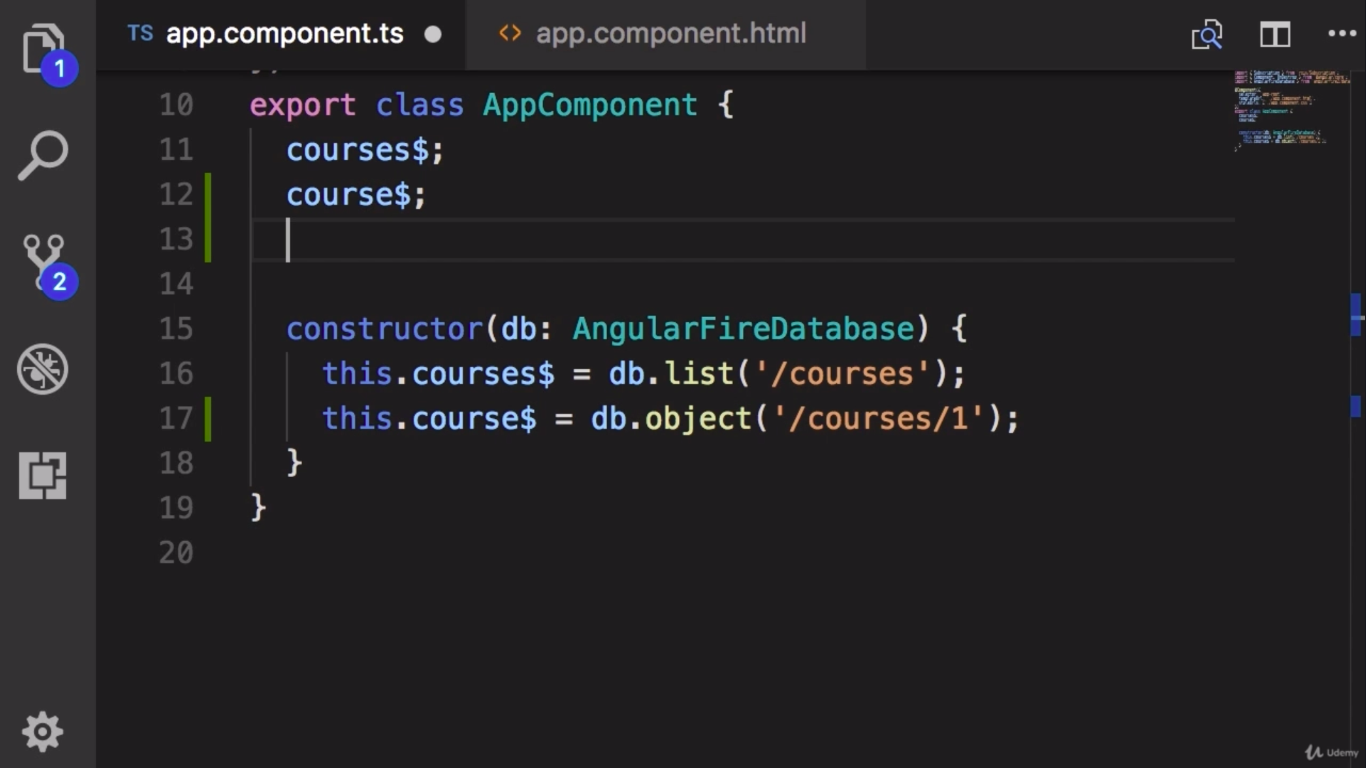 TS app.component.ts
<> app.component.html
1
2
10 export class AppComponent {
11 courses$;
12 course$;
13
14
15 constructor(db: AngularFireDatabase) {
16 this.courses$ = db.list('/courses');
17 this.course$ = db.object('/courses/1');
18 }
19 }
20
Udemy